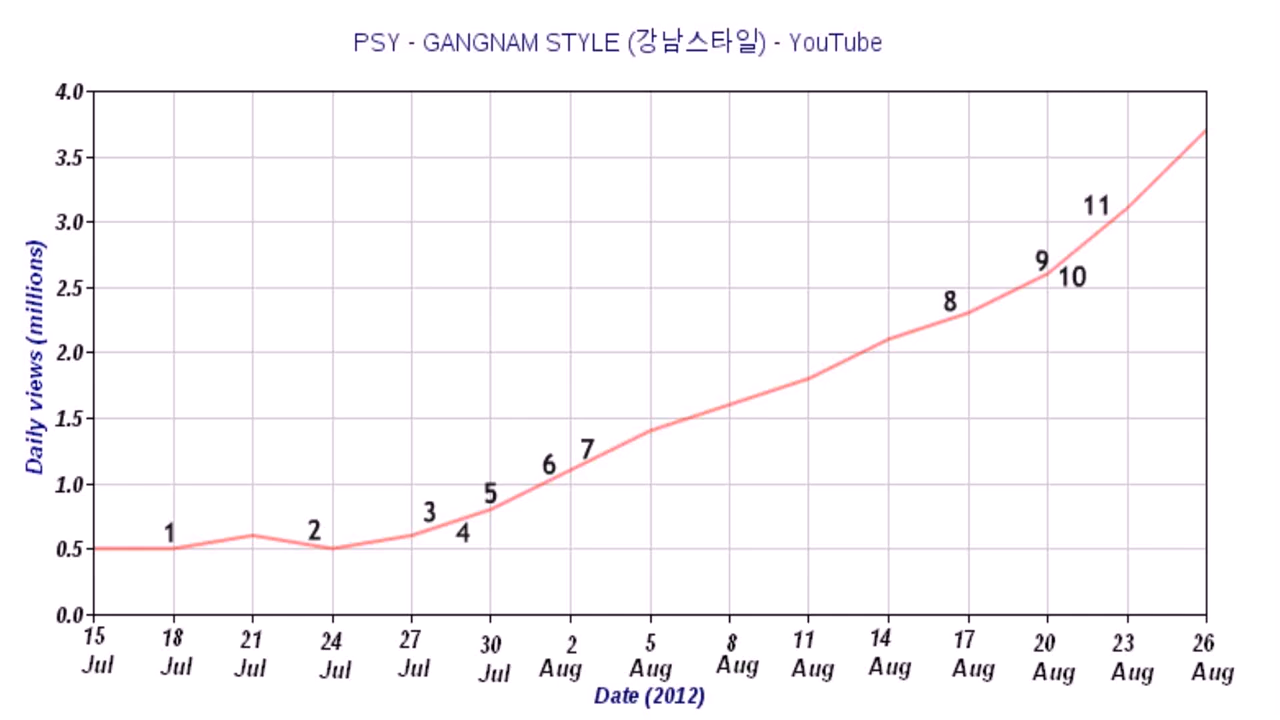 PSY - GANGNAM STYLE (강남스타일) - YouTube
4.0
3.5
3.0
2.5
2.0
1.5
1.0
0.5
0.0
Daily views (millions)
1
2
3
4
5
6
7
8
9
10
11
15 Jul
18 Jul
21 Jul
24 Jul
27 Jul
30 Jul
2 Aug
5 Aug
8 Aug
11 Aug
14 Aug
17 Aug
20 Aug
23 Aug
26 Aug
Date (2012)